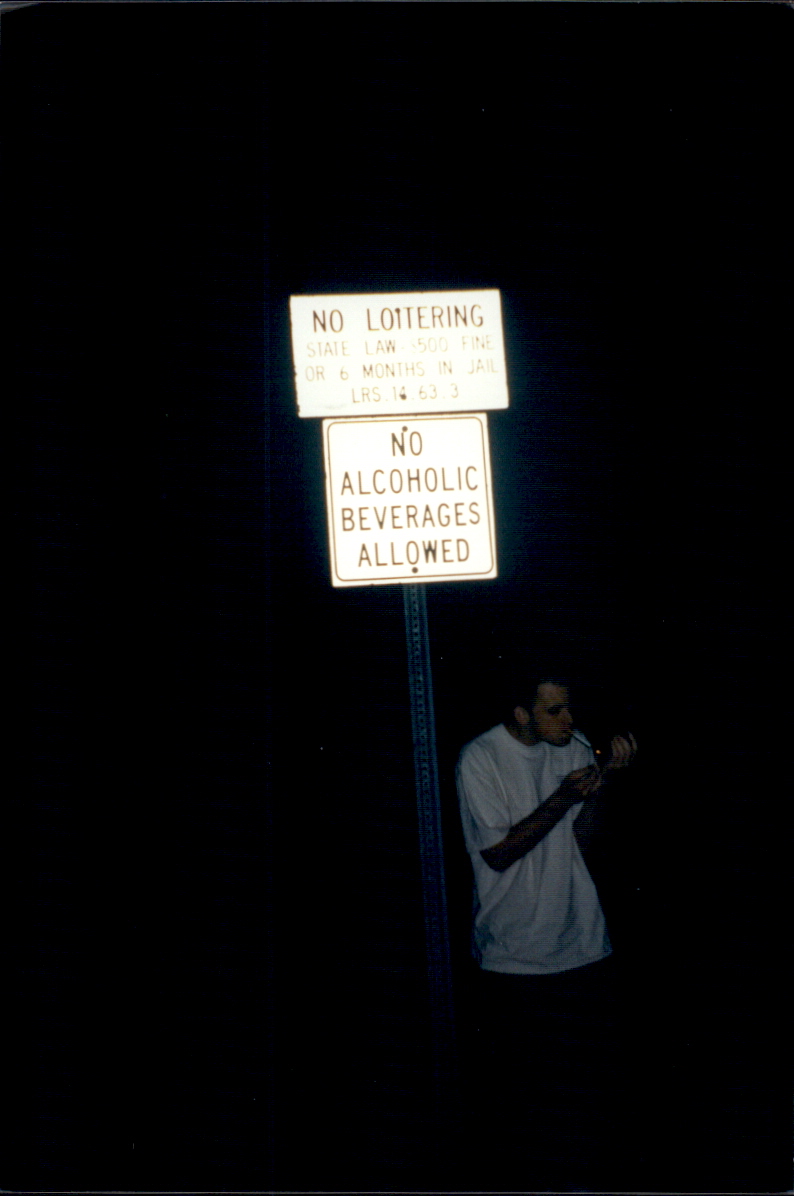 NO LOITERING
STATE LAW - $500 FINE
OR 6 MONTHS IN JAIL
LRS. 14.63.3
NO
ALCOHOLIC
BEVERAGES
ALLOWED